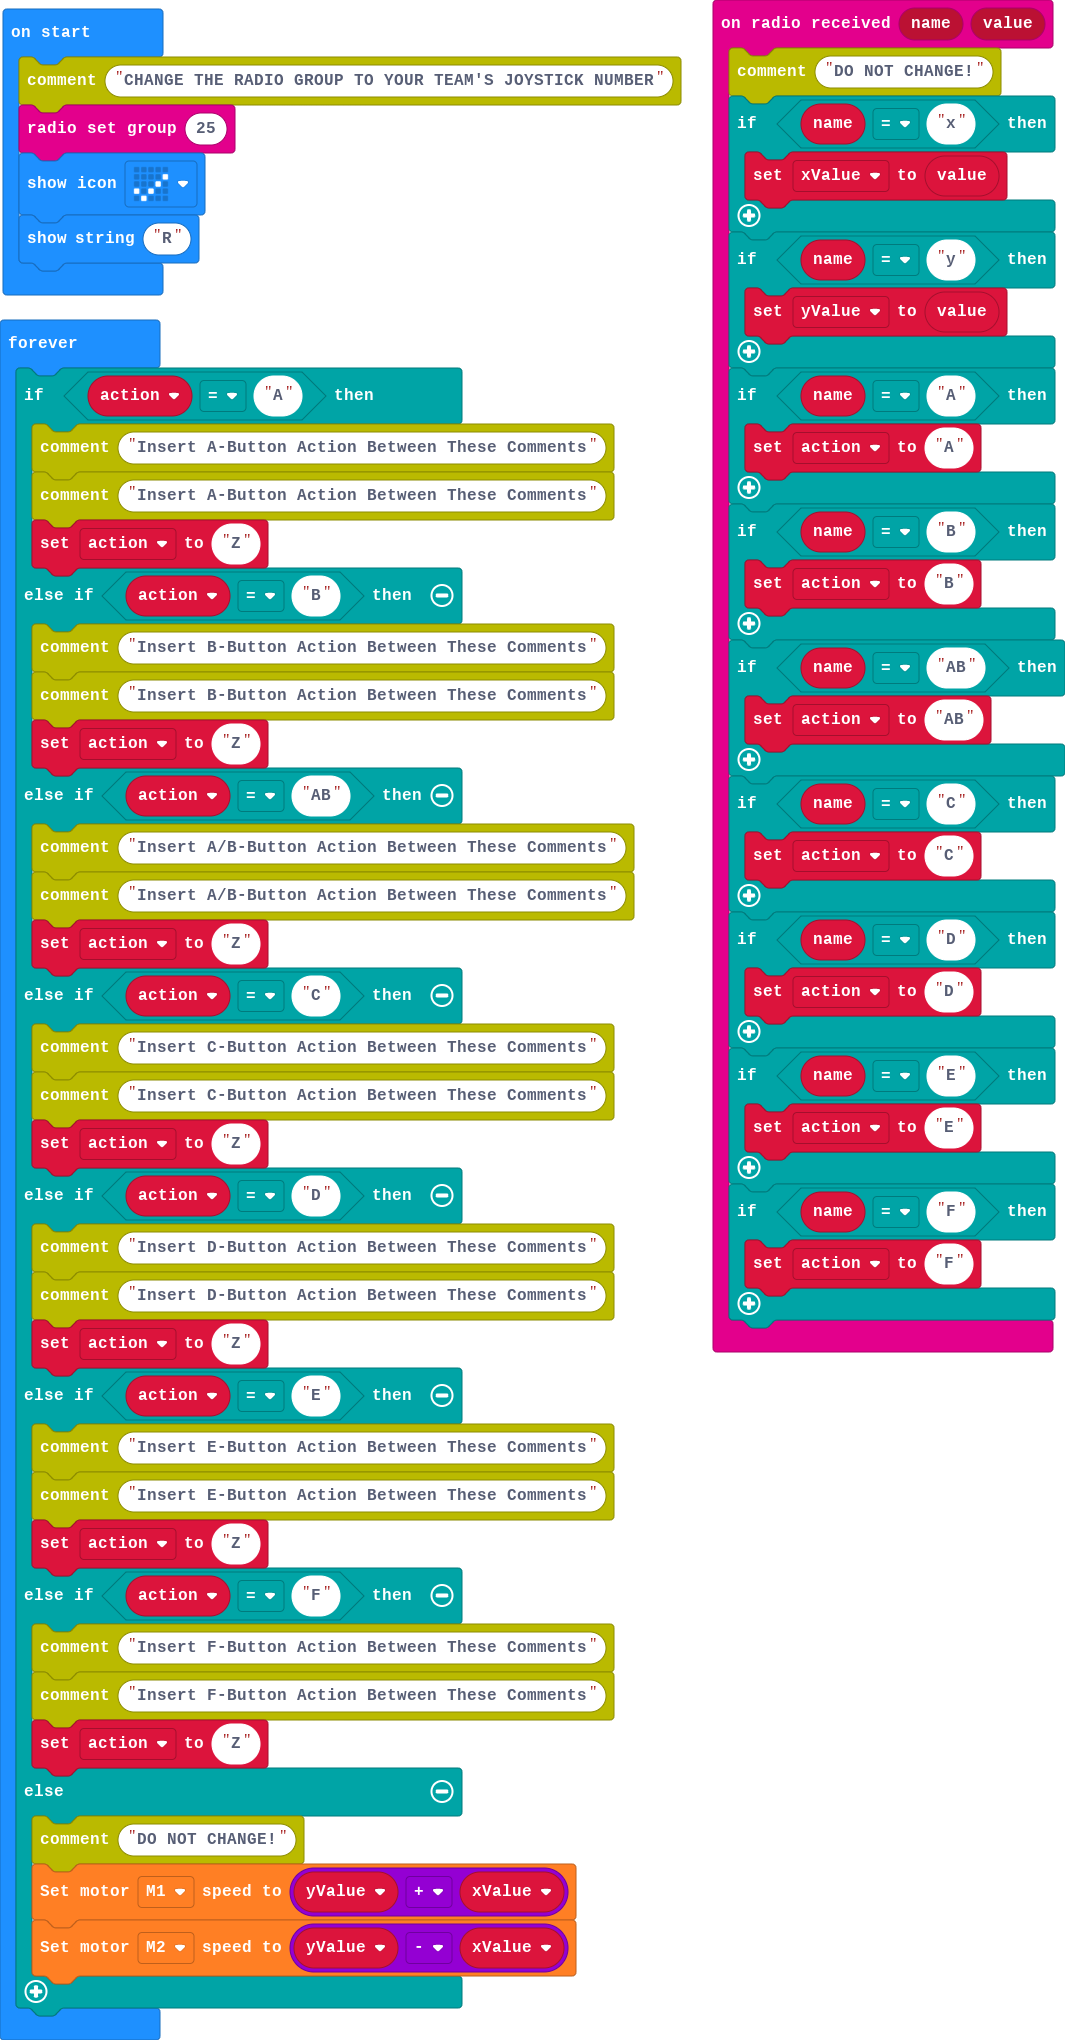 on start
comment "CHANGE THE RADIO GROUP TO YOUR TEAM'S JOYSTICK NUMBER"
radio set group 25
show icon
show string "R"
forever
if action = "A" then
comment "Insert A-Button Action Between These Comments"
comment "Insert A-Button Action Between These Comments"
set action to "Z"
else if action = "B" then
comment "Insert B-Button Action Between These Comments"
comment "Insert B-Button Action Between These Comments"
set action to "Z"
else if action = "AB" then
comment "Insert A/B-Button Action Between These Comments"
comment "Insert A/B-Button Action Between These Comments"
set action to "Z"
else if action = "C" then
comment "Insert C-Button Action Between These Comments"
comment "Insert C-Button Action Between These Comments"
set action to "Z"
else if action = "D" then
comment "Insert D-Button Action Between These Comments"
comment "Insert D-Button Action Between These Comments"
set action to "Z"
else if action = "E" then
comment "Insert E-Button Action Between These Comments"
comment "Insert E-Button Action Between These Comments"
set action to "Z"
else if action = "F" then
comment "Insert F-Button Action Between These Comments"
comment "Insert F-Button Action Between These Comments"
set action to "Z"
else
comment "DO NOT CHANGE!"
Set motor M1 speed to yValue + xValue
Set motor M2 speed to yValue - xValue
on radio received name value
comment "DO NOT CHANGE!"
if name = "x" then
set xValue to value
if name = "y" then
set yValue to value
if name = "A" then
set action to "A"
if name = "B" then
set action to "B"
if name = "AB" then
set action to "AB"
if name = "C" then
set action to "C"
if name = "D" then
set action to "D"
if name = "E" then
set action to "E"
if name = "F" then
set action to "F"